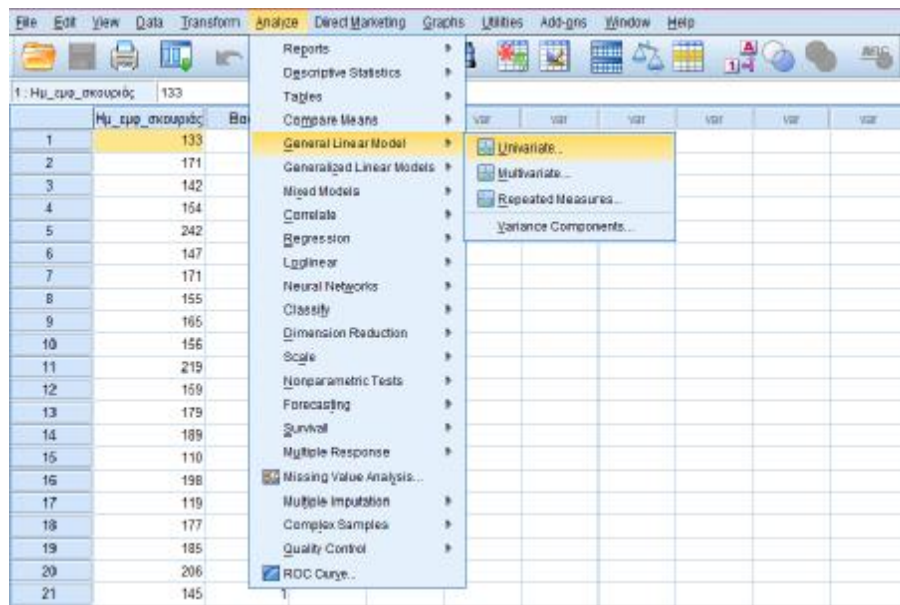 File Edit View Data Transform Analyze Direct Marketing Graphs Utilities Add-ons Window Help
1 : Ημ_εμφ_σκουριάς 133
Ημ_εμφ_σκουριάς var var var var var var
1 133
2 171
3 142
4 164
5 242
6 147
7 171
8 155
9 165
10 156
11 219
12 159
13 179
14 189
15 110
16 198
17 119
18 177
19 185
20 206
21 145 1
Reports
Descriptive Statistics
Tables
Compare Means
General Linear Model
Generalized Linear Models
Mixed Models
Correlate
Regression
Loglinear
Neural Networks
Classify
Dimension Reduction
Scale
Nonparametric Tests
Forecasting
Survival
Multiple Response
Missing Value Analysis...
Multiple Imputation
Complex Samples
Quality Control
ROC Curve...
Univariate...
Multivariate...
Repeated Measures...
Variance Components...